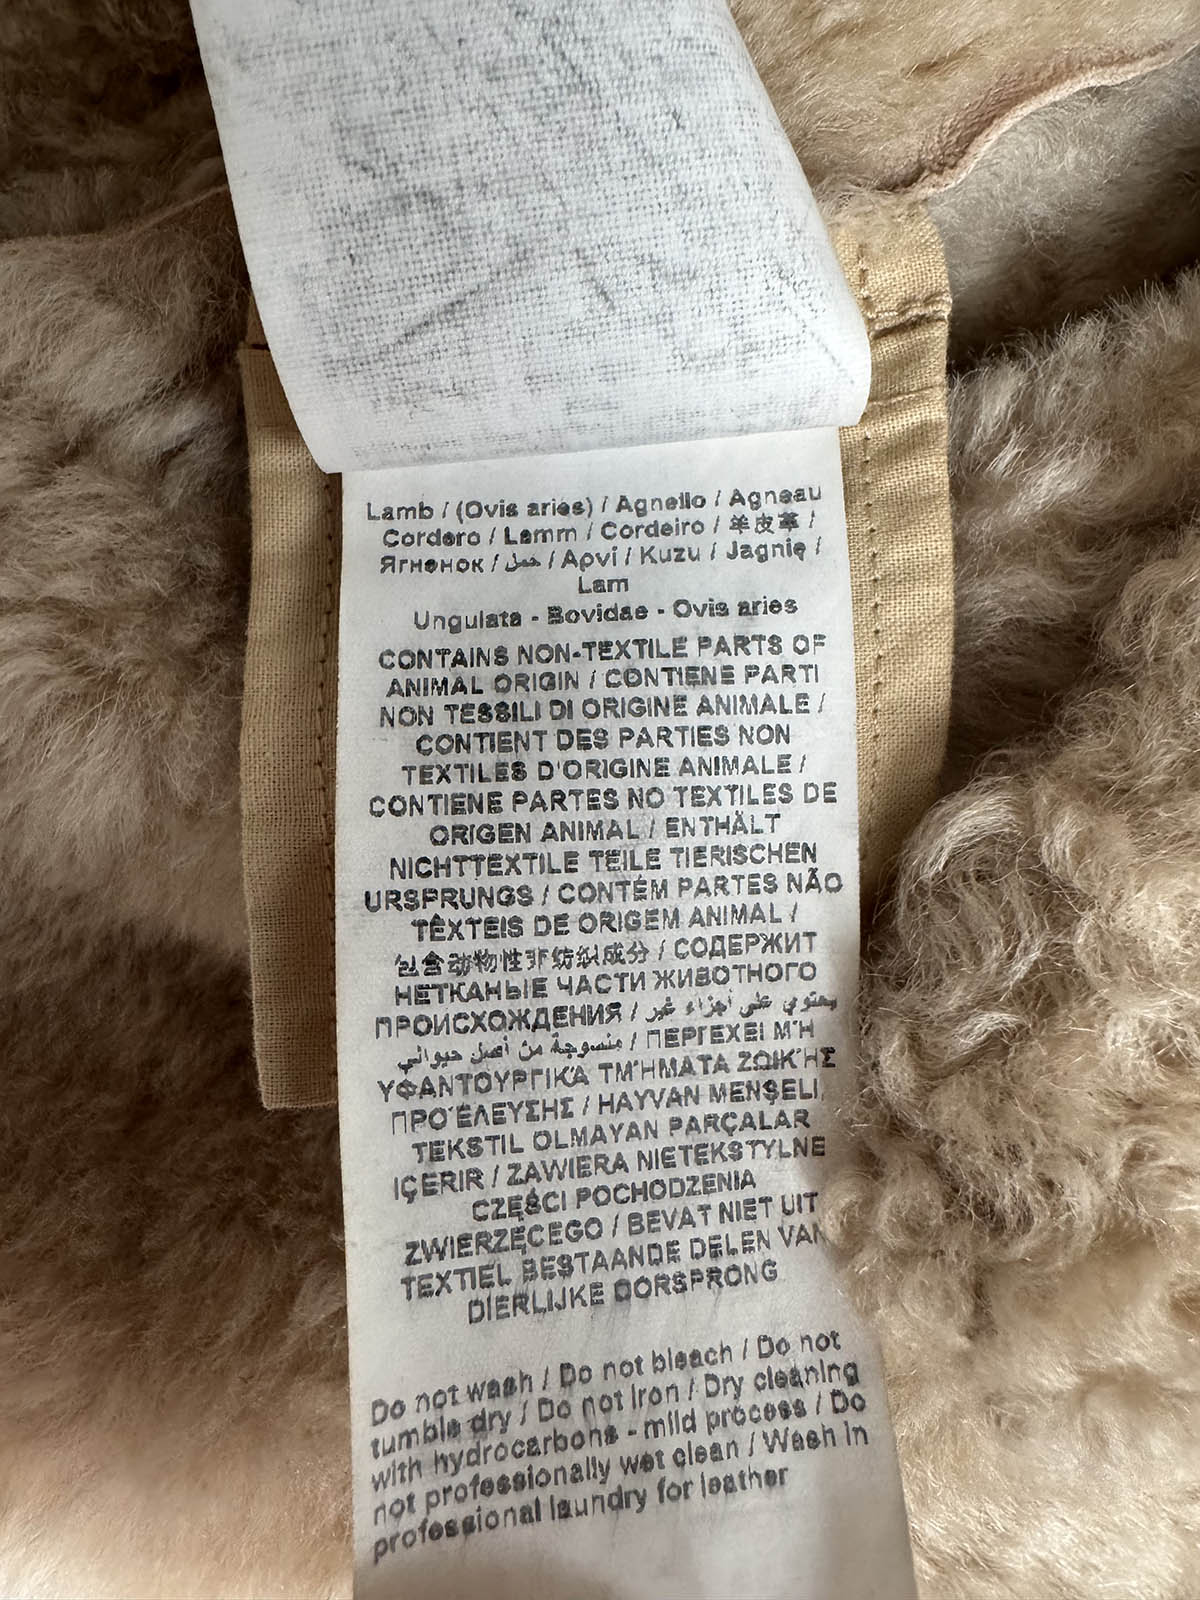 Lamb / (Ovis aries) / Agnello / Agneau
Cordero / Lamm / Cordeiro / 羊皮革 /
Ягненок / حمل / Αρνί / Kuzu / Jagnię /
Lam
Ungulata - Bovidae - Ovis aries
CONTAINS NON-TEXTILE PARTS OF
ANIMAL ORIGIN / CONTIENE PARTI
NON TESSILI DI ORIGINE ANIMALE /
CONTIENT DES PARTIES NON
TEXTILES D'ORIGINE ANIMALE /
CONTIENE PARTES NO TEXTILES DE
ORIGEN ANIMAL / ENTHÄLT
NICHTTEXTILE TEILE TIERISCHEN
URSPRUNGS / CONTÉM PARTES NÃO
TÊXTEIS DE ORIGEM ANIMAL /
包含动物性非纺织成分 / СОДЕРЖИТ
НЕТКАНЫЕ ЧАСТИ ЖИВОТНОГО
ПРОИСХОЖДЕНИЯ / يحتوي على أجزاء غير
منسوجة من أصل حيواني / ΠΕΡΙΈΧΕΙ ΜΉ
ΥΦΑΝΤΟΥΡΓΙΚΆ ΤΜΉΜΑΤΑ ΖΩΙΚΉΣ
ΠΡΟΈΛΕΥΣΗΣ / HAYVAN MENŞELİ,
TEKSTIL OLMAYAN PARÇALAR
IÇERIR / ZAWIERA NIETEKSTYLNE
CZĘŚCI POCHODZENIA
ZWIERZĘCEGO / BEVAT NIET UIT
TEXTIEL BESTAANDE DELEN VAN
DIERLIJKE OORSPRONG
Do not wash / Do not bleach / Do not
tumble dry / Do not iron / Dry cleaning
with hydrocarbons - mild process / Do
not professionally wet clean / Wash in
professional laundry for leather